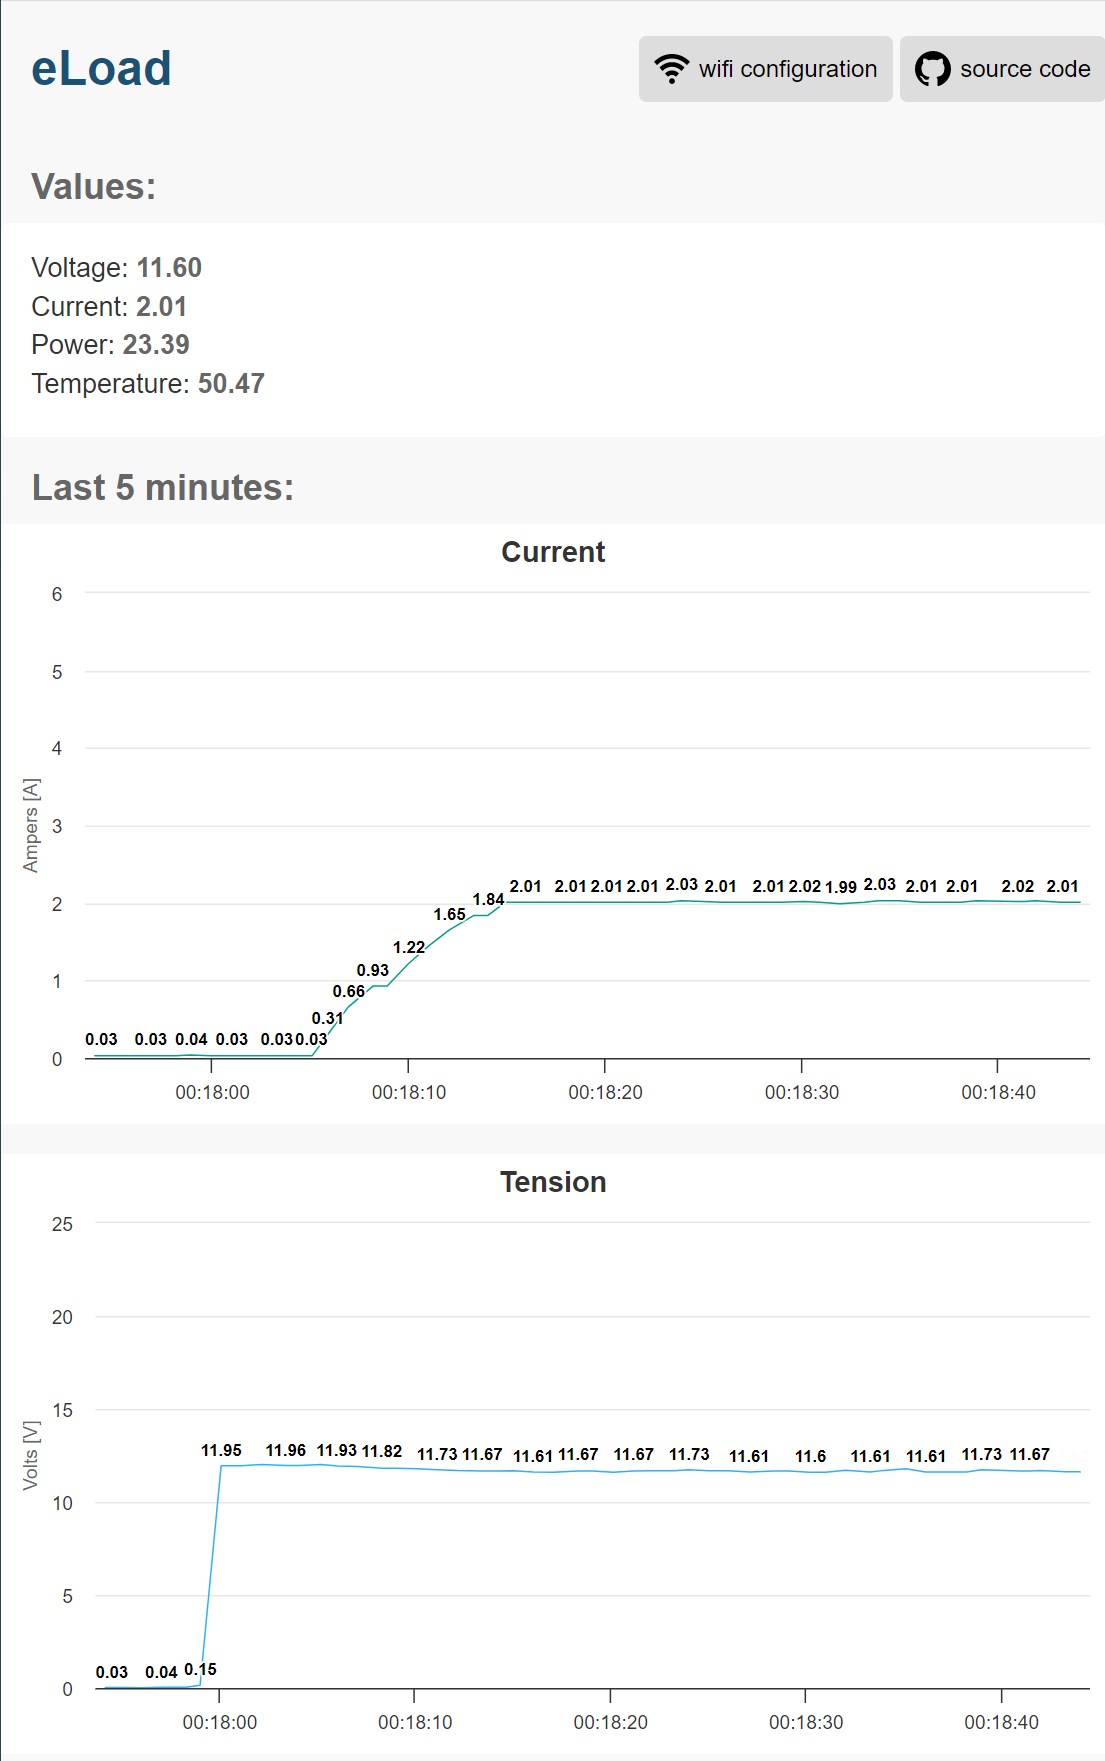 eLoad
wifi configuration
source code
Values:
Voltage: 11.60
Current: 2.01
Power: 23.39
Temperature: 50.47
Last 5 minutes:
Current
6
5
4
3
2
1
0
Ampers [A]
0.03 0.03 0.04 0.03 0.03 0.03 0.31 0.66 0.93 1.22 1.65 1.84 2.01 2.01 2.01 2.01 2.03 2.01 2.01 2.02 1.99 2.03 2.01 2.01 2.02 2.01
00:18:00 00:18:10 00:18:20 00:18:30 00:18:40
Tension
25
20
15
10
5
0
Volts [V]
0.03 0.04 0.15 11.95 11.96 11.93 11.82 11.73 11.67 11.61 11.67 11.67 11.73 11.61 11.6 11.61 11.61 11.73 11.67
00:18:00 00:18:10 00:18:20 00:18:30 00:18:40